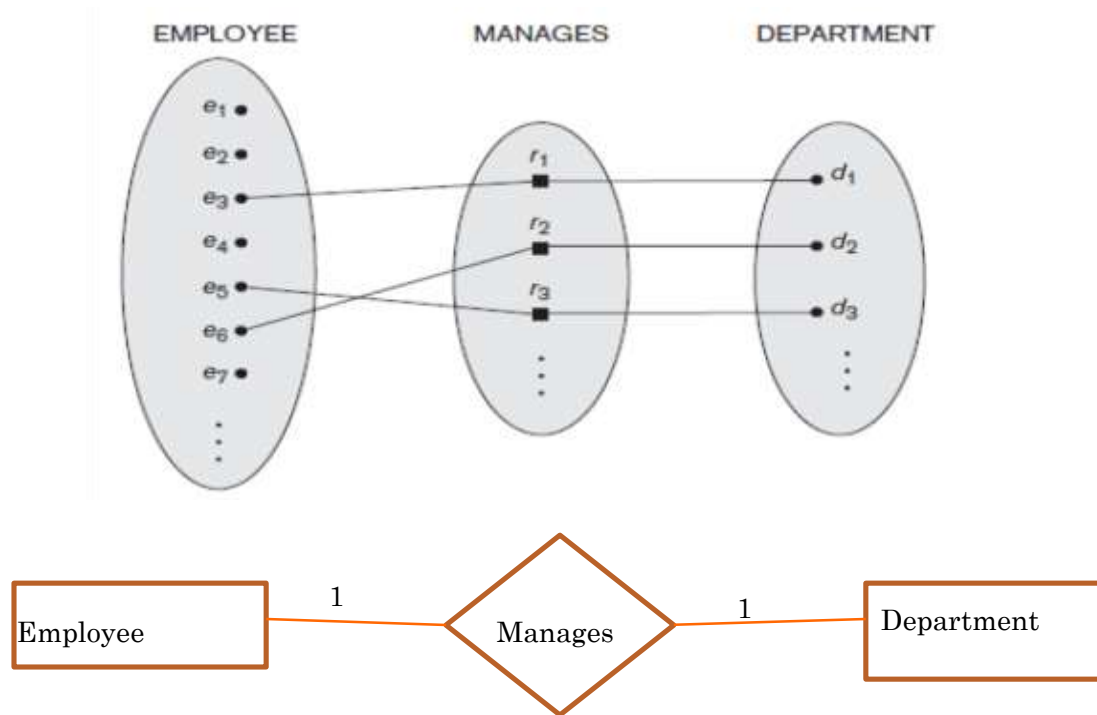 EMPLOYEE MANAGES DEPARTMENT
e1
e2
e3
e4
e5
e6
e7
r1
r2
r3
d1
d2
d3
1
1
Employee
Manages
Department